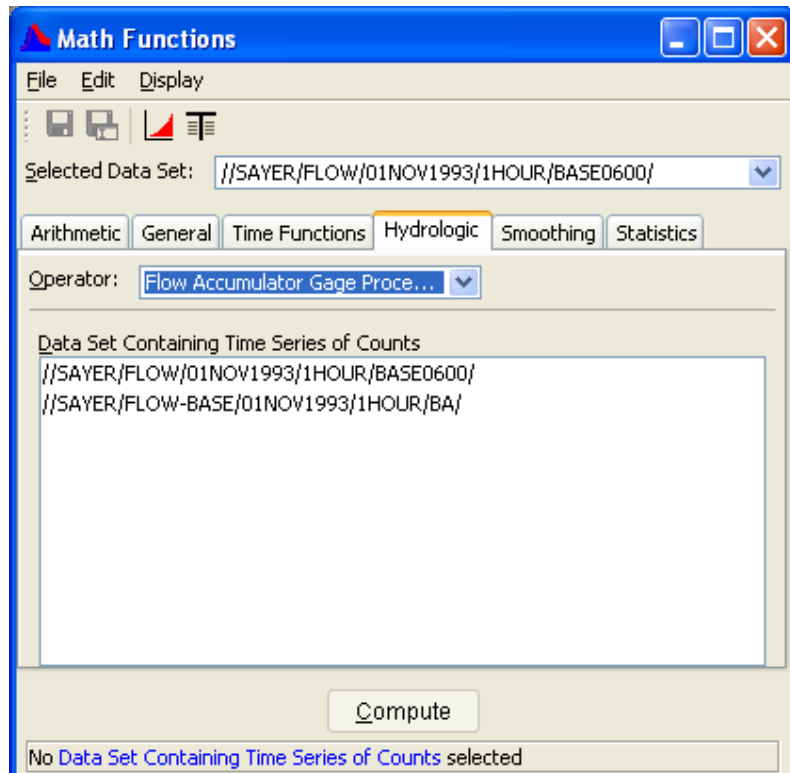 Math Functions
File Edit Display
Selected Data Set: //SAYER/FLOW/01NOV1993/1HOUR/BASE0600/
Arithmetic General Time Functions Hydrologic Smoothing Statistics
Operator: Flow Accumulator Gage Proce...
Data Set Containing Time Series of Counts
//SAYER/FLOW/01NOV1993/1HOUR/BASE0600/
//SAYER/FLOW-BASE/01NOV1993/1HOUR/BA/
Compute
No Data Set Containing Time Series of Counts selected